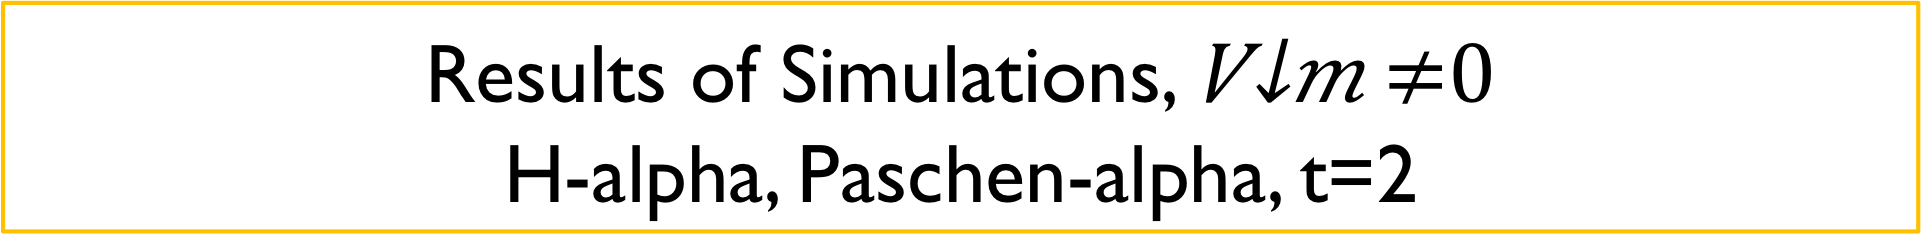 Results of Simulations, V↓m ≠0
H-alpha, Paschen-alpha, t=2